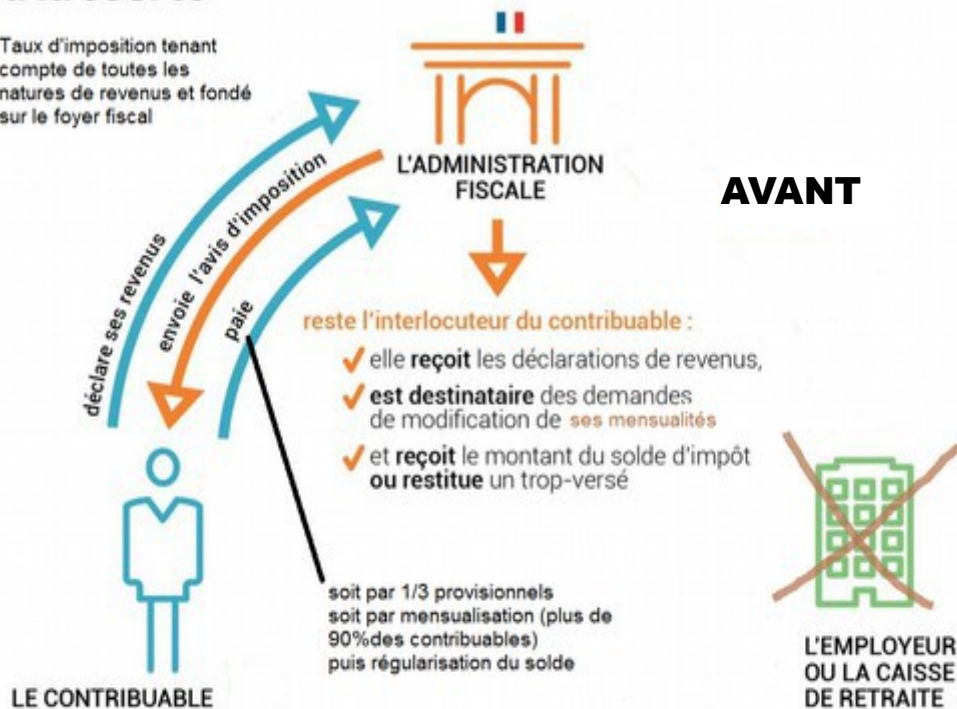 Taux d'imposition tenant
compte de toutes les
natures de revenus et fondé
sur le foyer fiscal
L'ADMINISTRATION
FISCALE
AVANT
déclare ses revenus
envoie l'avis d'imposition
paie
reste l'interlocuteur du contribuable :
elle reçoit les déclarations de revenus,
est destinataire des demandes
de modification de ses mensualités
et reçoit le montant du solde d'impôt
ou restitue un trop-versé
soit par 1/3 provisionnels
soit par mensualisation (plus de
90%des contribuables)
puis régularisation du solde
LE CONTRIBUABLE
L'EMPLOYEUR
OU LA CAISSE
DE RETRAITE